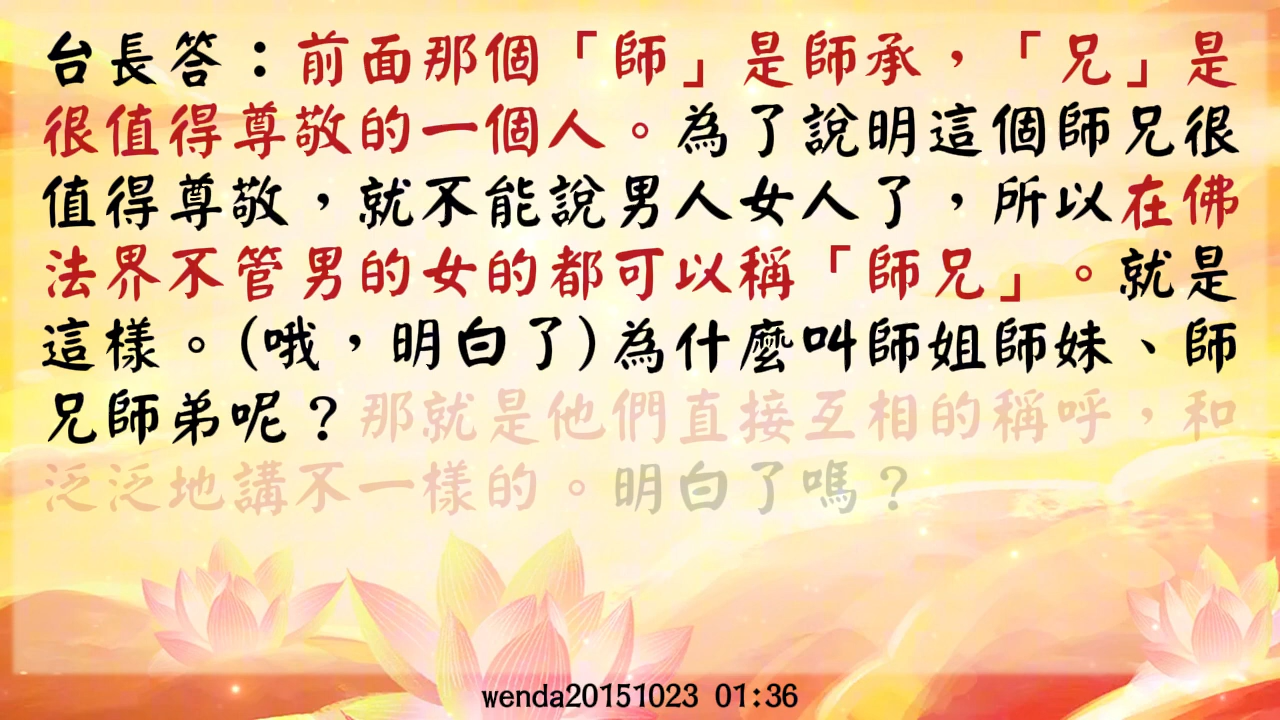 台長答：前面那個「師」是師承，「兄」是
很值得尊敬的一個人。為了說明這個師兄很
值得尊敬，就不能說男人女人了，所以在佛
法界不管男的女的都可以稱「師兄」。就是
這樣。(哦，明白了)為什麼叫師姐師妹、師
兄師弟呢？那就是他們直接互相的稱呼，和
泛泛地講不一樣的。明白了嗎？
wenda20151023 01:36